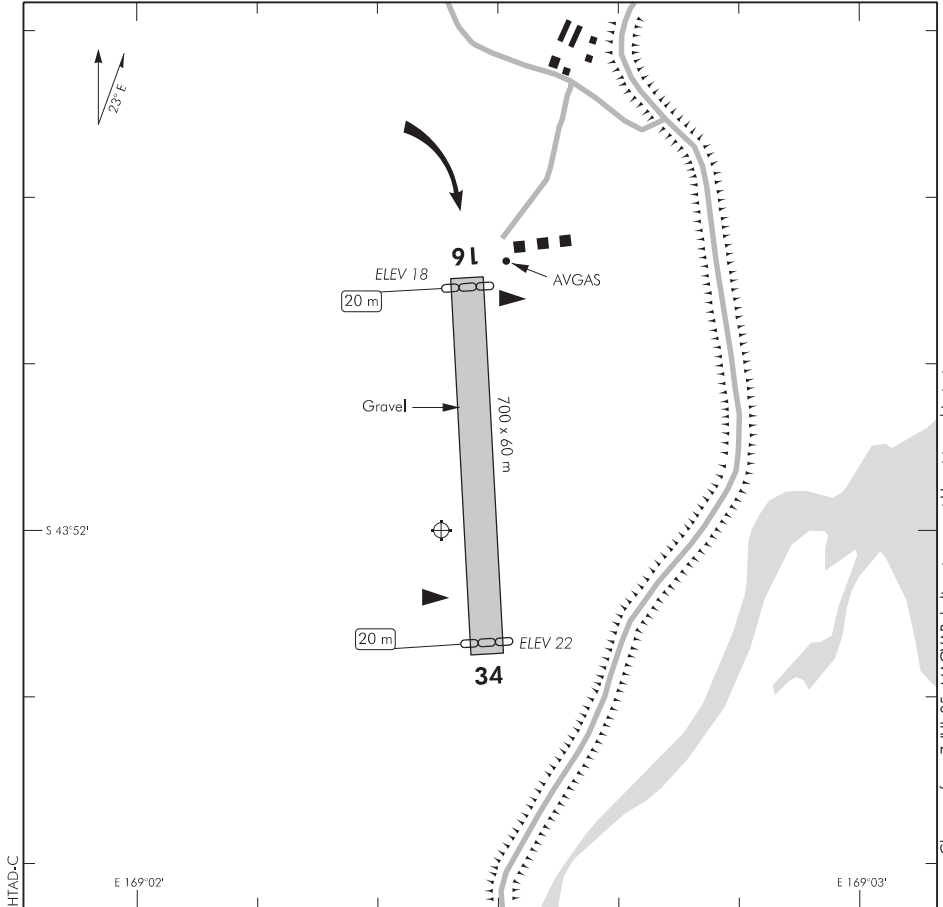 23° E
16
ELEV 18
AVGAS
20 m
Gravel
700 x 60 m
S 43°52'
20 m
ELEV 22
34
HTAD-C
E 169°02'
E 169°03'